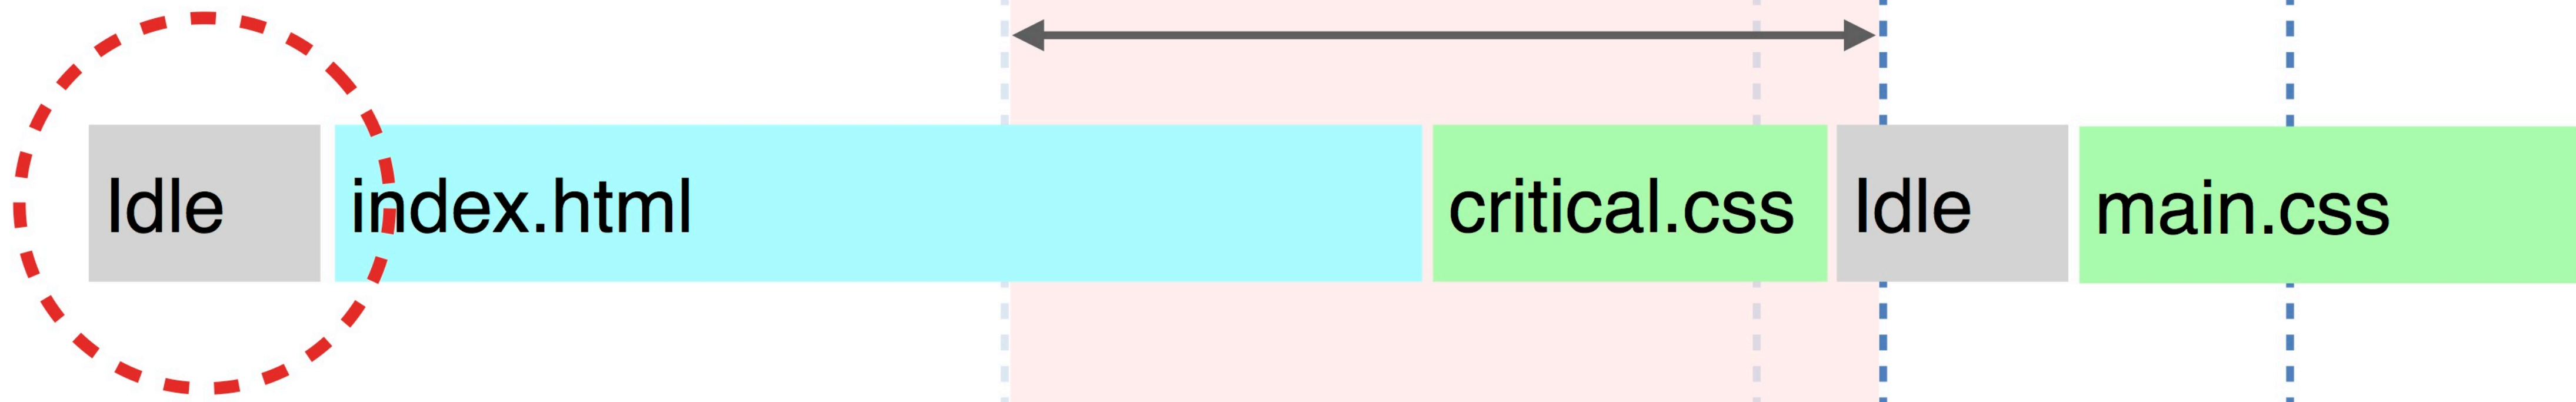 Idle
index.html
critical.css
Idle
main.css